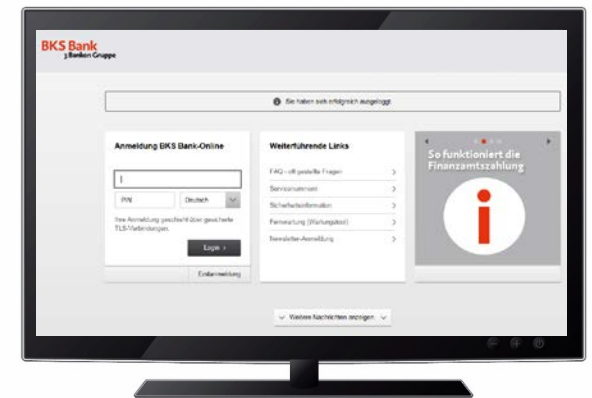 BKS Bank
3 Banken Gruppe
Sie haben sich erfolgreich ausgeloggt
Anmeldung BKS Bank-Online
PIN
Deutsch
Ihre Anmeldung geschieht über gesicherte
TLS-Verbindungen.
Login ›
Erstanmeldung
Weiterführende Links
FAQ - oft gestellte Fragen
Servicenummern
Sicherheitsinformation
Fernwartung (Wartungstool)
Newsletter-Anmeldung
So funktioniert die
Finanzamtszahlung
i
Weitere Nachrichten anzeigen